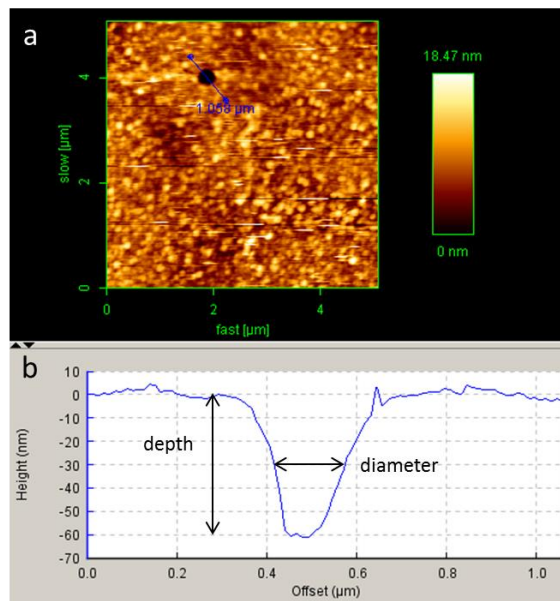 a
18.47 nm
4
1.058 µm
slow [µm]
2
0
0 nm
0
2
4
fast [µm]
b
10
0
-10
depth
-20
Height (nm)
-30
diameter
-40
-50
-60
-70
0.0
0.2
0.4
0.6
0.8
1.0
Offset (µm)